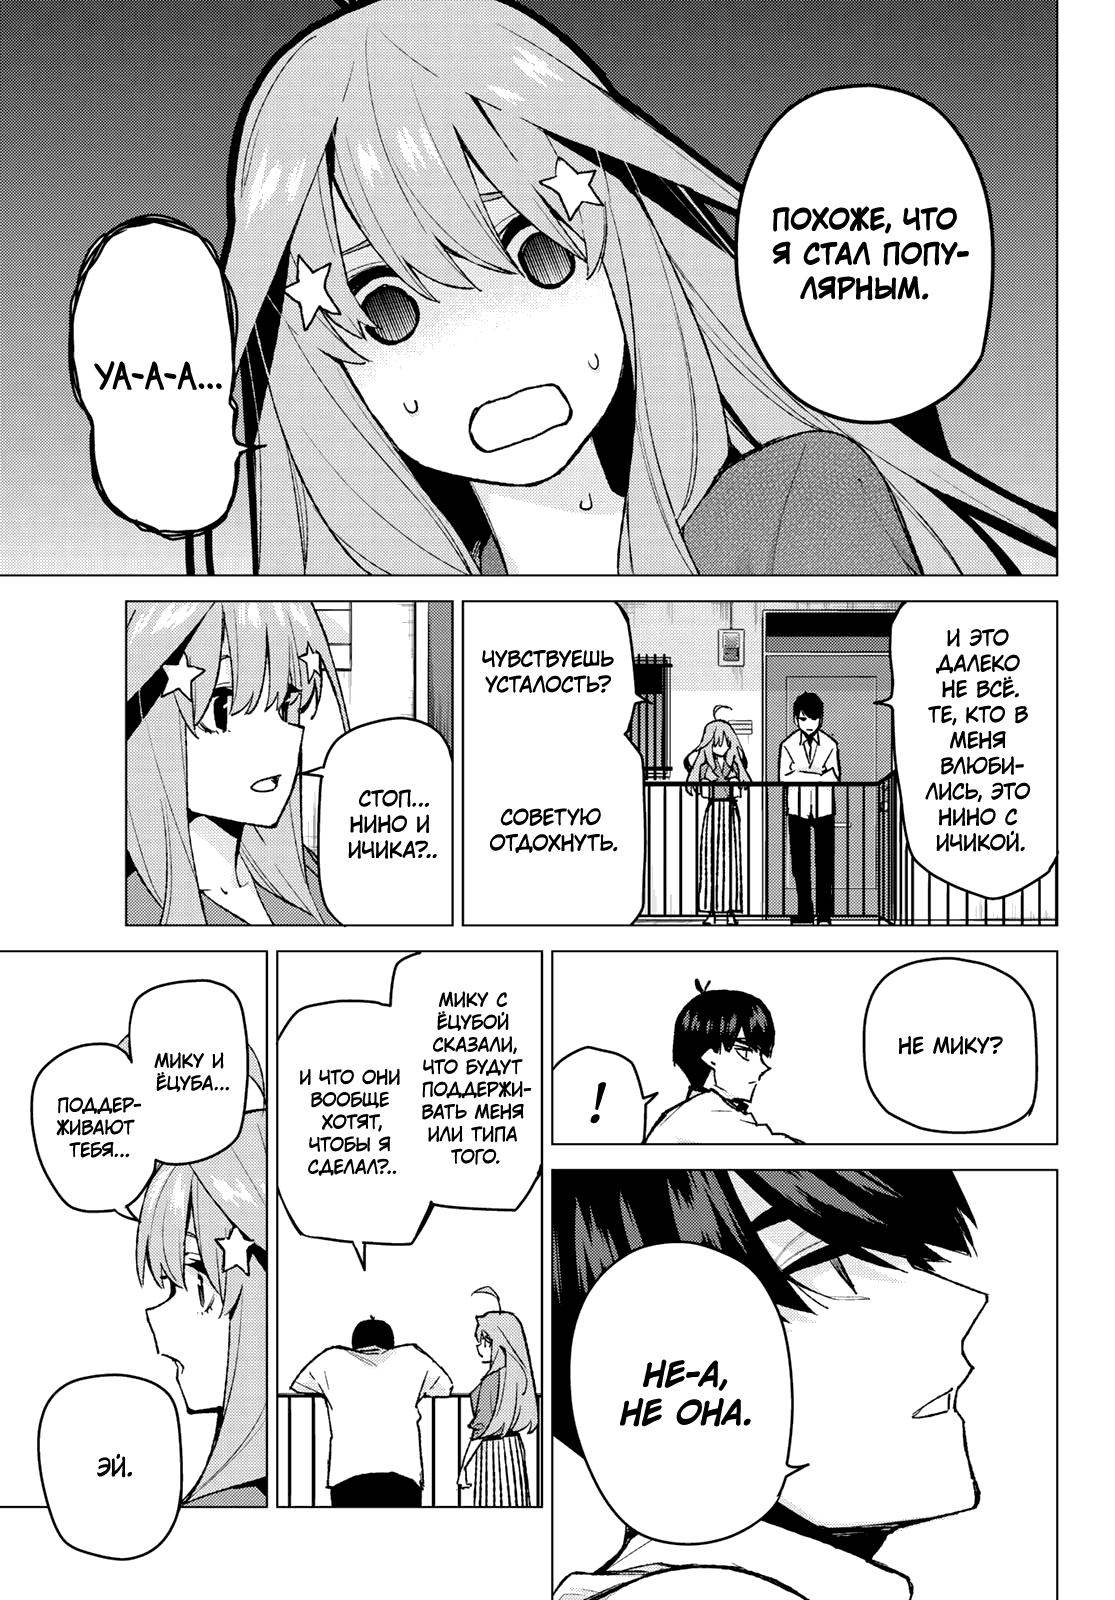 ПОХОЖЕ, ЧТО
Я СТАЛ ПОПУ-
ЛЯРНЫМ.
УА-А-А...
И ЭТО
ДАЛЕКО
НЕ ВСЁ.
ТЕ, КТО В
МЕНЯ
ВЛЮБИ-
ЛИСЬ, ЭТО
НИНО С
ИЧИКОЙ.
ЧУВСТВУЕШЬ
УСТАЛОСТЬ?
СОВЕТУЮ
ОТДОХНУТЬ.
СТОП...
НИНО И
ИЧИКА?..
НЕ МИКУ?
!
НЕ-А,
НЕ ОНА.
МИКУ С
ЁЦУБОЙ
СКАЗАЛИ,
ЧТО БУДУТ
ПОДДЕРЖИ-
ВАТЬ МЕНЯ
ИЛИ ТИПА
ТОГО.
И ЧТО ОНИ
ВООБЩЕ
ХОТЯТ,
ЧТОБЫ Я
СДЕЛАЛ?..
МИКУ И
ЁЦУБА...
ПОДДЕР-
ЖИВАЮТ
ТЕБЯ...
ЭЙ.